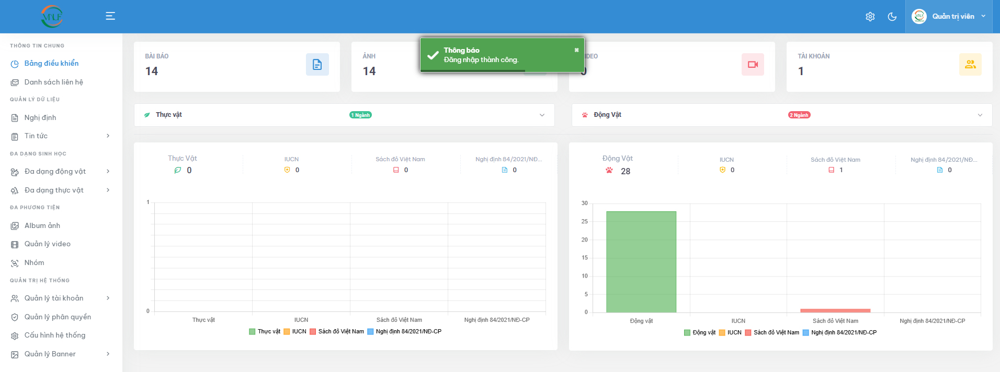 VNLF
Quản trị viên
THÔNG TIN CHUNG
Bảng điều khiển
Danh sách liên hệ
QUẢN LÝ DỮ LIỆU
Nghị định
Tin tức
ĐA DẠNG SINH HỌC
Đa dạng động vật
Đa dạng thực vật
ĐA PHƯƠNG TIỆN
Album ảnh
Quản lý video
Nhóm
QUẢN TRỊ HỆ THỐNG
Quản lý tài khoản
Quản lý phân quyền
Cấu hình hệ thống
Quản lý Banner
BÀI BÁO
14
ẢNH
14
Thông báo
Đăng nhập thành công.
DEO
0
TÀI KHOẢN
1
Thực vật
1 Ngành
Động Vật
2 Ngành
Thực Vật
0
IUCN
0
Sách đỏ Việt Nam
0
Nghị định 84/2021/NĐ...
0
1
0
Thực vật
IUCN
Sách đỏ Việt Nam
Nghị định 84/2021/NĐ-CP
Thực vật IUCN Sách đỏ Việt Nam Nghị định 84/2021/NĐ-CP
Động Vật
28
IUCN
0
Sách đỏ Việt Nam
1
Nghị định 84/2021/NĐ...
0
30
25
20
15
10
5
0
Động vật
IUCN
Sách đỏ Việt Nam
Nghị định 84/2021/NĐ-CP
Động vật IUCN Sách đỏ Việt Nam Nghị định 84/2021/NĐ-CP